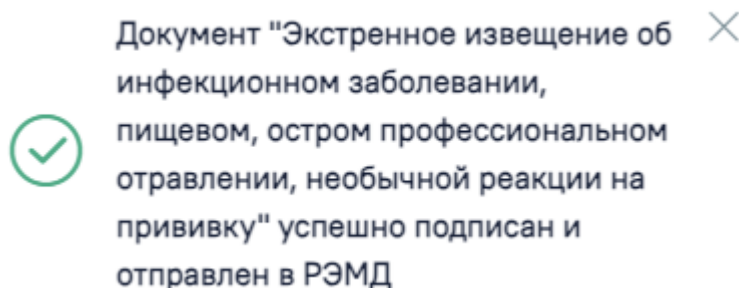 Документ "Экстренное извещение об
инфекционном заболевании,
пищевом, остром профессиональном
отравлении, необычной реакции на
прививку" успешно подписан и
отправлен в РЭМД